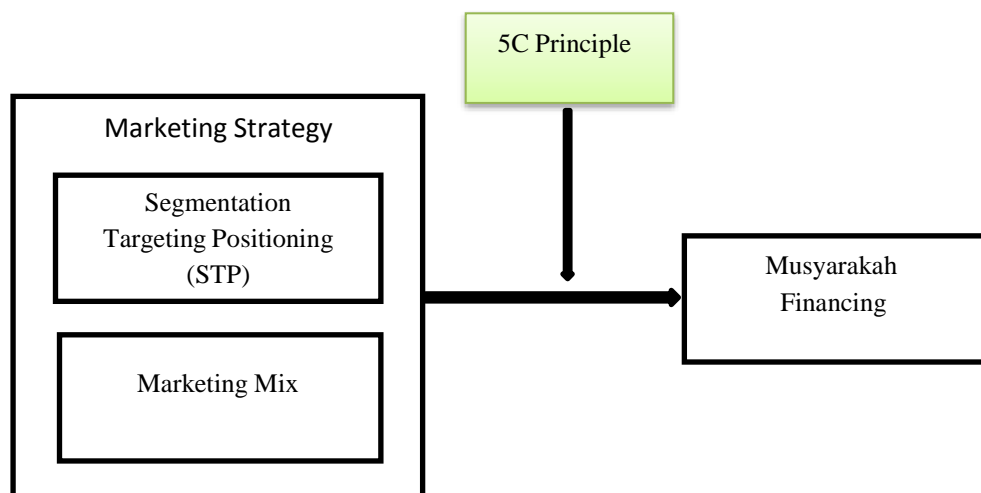 5C Principle
Marketing Strategy
Segmentation
Targeting Positioning
(STP)
Marketing Mix
Musyarakah
Financing